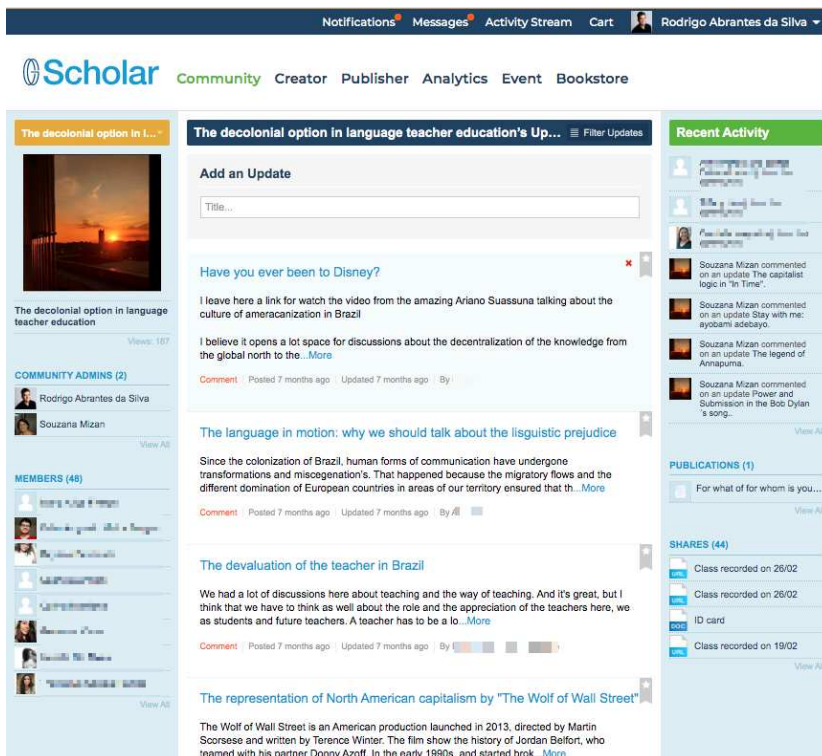 Notifications Messages Activity Stream Cart Rodrigo Abrantes da Silva
Scholar Community Creator Publisher Analytics Event Bookstore
The decolonial option in l...
The decolonial option in language
teacher education
Views: 187
COMMUNITY ADMINS (2)
Rodrigo Abrantes da Silva
Souzana Mizan
View All
MEMBERS (48)
View All
The decolonial option in language teacher education's Up... Filter Updates
Add an Update
Title...
Have you ever been to Disney?
I leave here a link for watch the video from the amazing Ariano Suassuna talking about the
culture of ameracanization in Brazil
I believe it opens a lot space for discussions about the decentralization of the knowledge from
the global north to the...More
Comment Posted 7 months ago Updated 7 months ago By
The language in motion: why we should talk about the lisguistic prejudice
Since the colonization of Brazil, human forms of communication have undergone
transformations and miscegenation's. That happened because the migratory flows and the
different domination of European countries in areas of our territory ensured that th...More
Comment Posted 7 months ago Updated 7 months ago By
The devaluation of the teacher in Brazil
We had a lot of discussions here about teaching and the way of teaching. And it's great, but I
think that we have to think as well about the role and the appreciation of the teachers here, we
as students and future teachers. A teacher has to be a lo...More
Comment Posted 7 months ago Updated 7 months ago By
The representation of North American capitalism by "The Wolf of Wall Street"
The Wolf of Wall Street is an American production launched in 2013, directed by Martin
Scorsese and written by Terence Winter. The film show the history of Jordan Belfort, who
teamed with his partner Donny Azoff. In the early 1990s, and started brok...More
Recent Activity
Souzana Mizan commented
on an update The capitalist
logic in "In Time".
Souzana Mizan commented
on an update Stay with me:
ayobami adebayo.
Souzana Mizan commented
on an update The legend of
Annapurna.
Souzana Mizan commented
on an update Power and
Submission in the Bob Dylan
's song..
View Al
PUBLICATIONS (1)
For what of for whom is you...
View Al
SHARES (44)
URL Class recorded on 26/02
URL Class recorded on 26/02
DOC ID card
URL Class recorded on 19/02
View Al